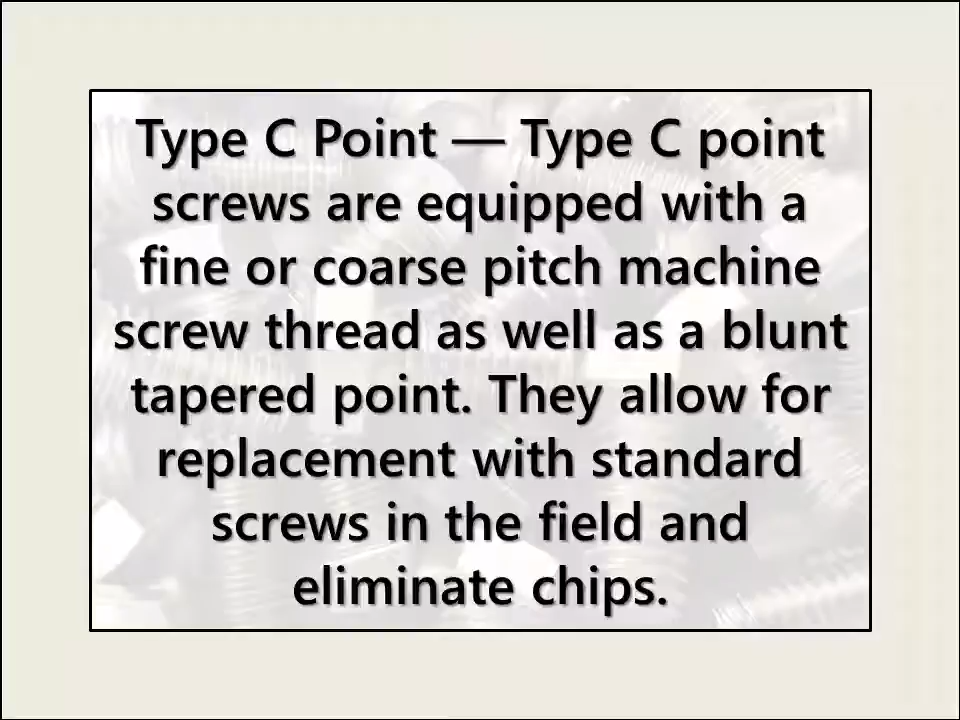 Type C Point — Type C point
screws are equipped with a
fine or coarse pitch machine
screw thread as well as a blunt
tapered point. They allow for
replacement with standard
screws in the field and
eliminate chips.